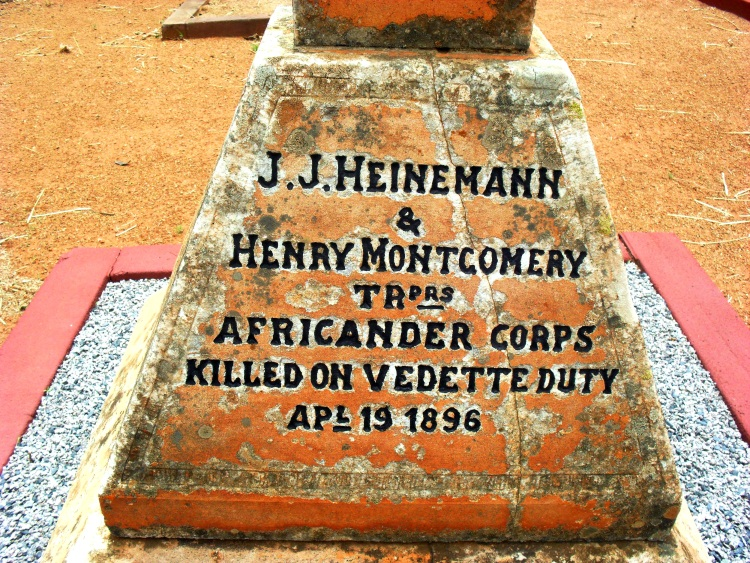 J.J. HEINEMANN
&
HENRY MONTGOMERY
TRPRS
AFRICANDER CORPS
KILLED ON VEDETTE DUTY
APL 19 1896